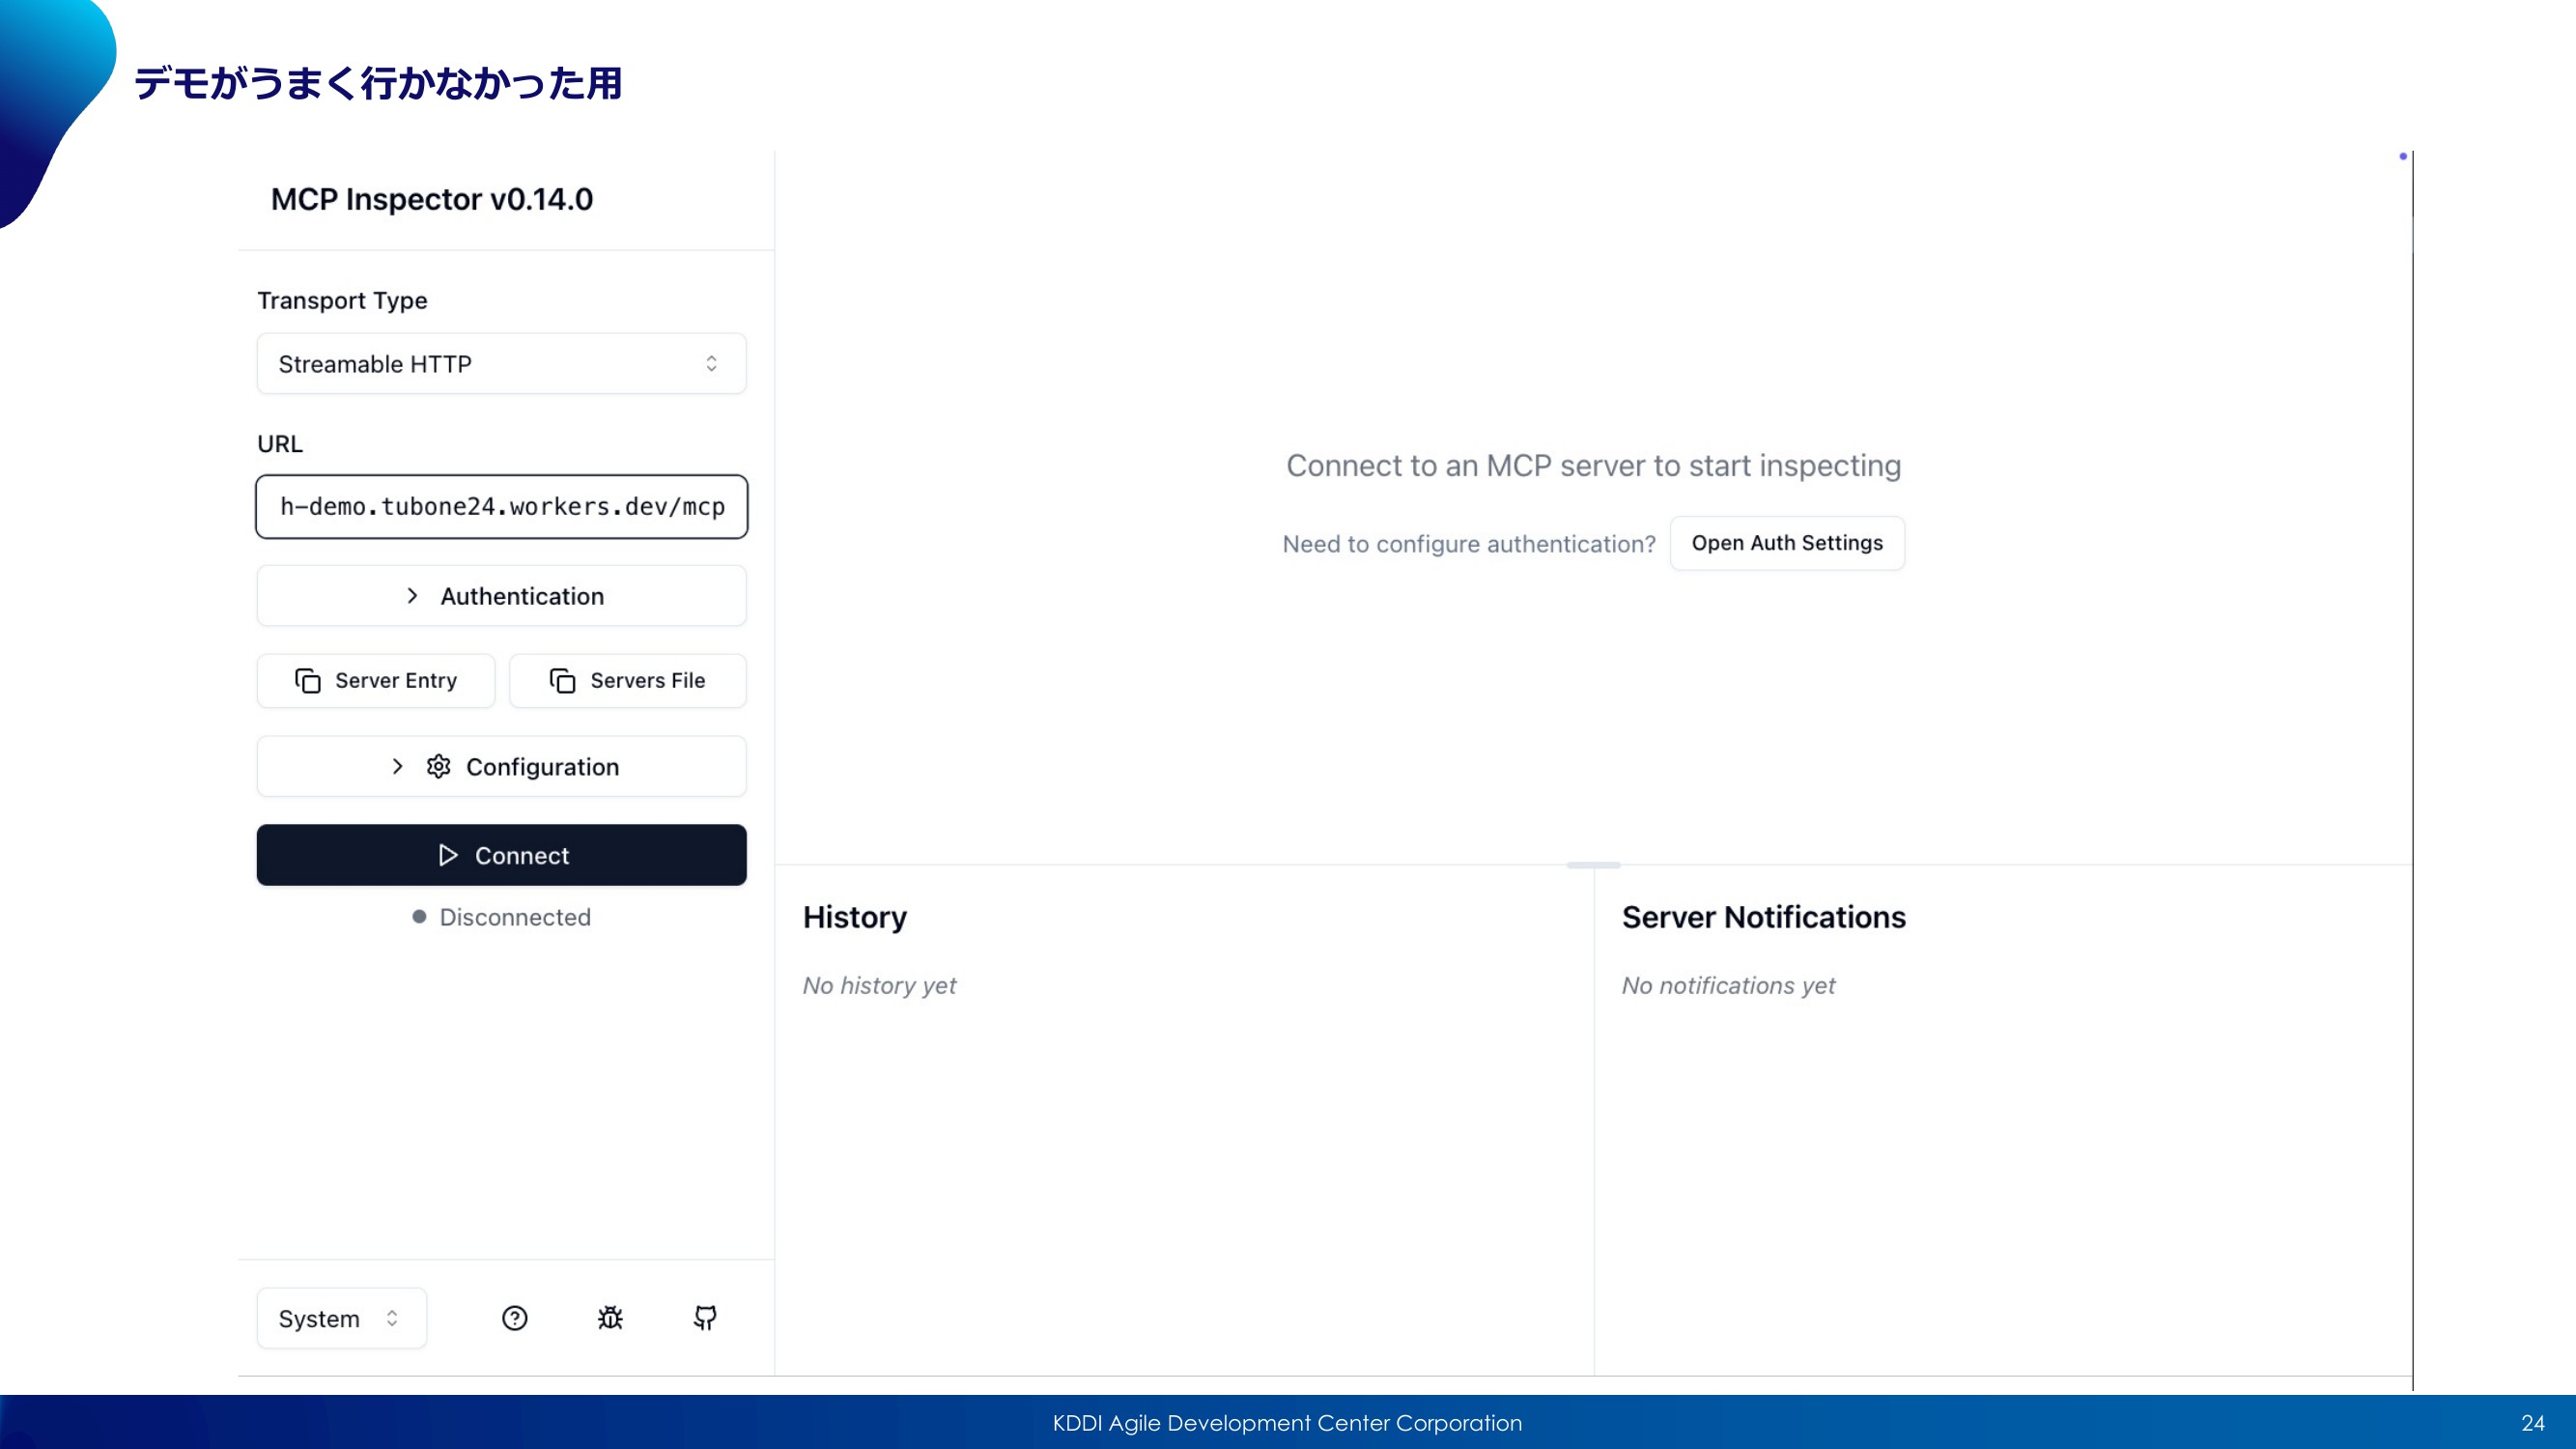 デモがうまく行かなかった用
MCP Inspector v0.14.0
Transport Type
Streamable HTTP
URL
h-demo.tubone24.workers.dev/mcp
Authentication
Server Entry
Servers File
Configuration
Connect
Disconnected
System
Connect to an MCP server to start inspecting
Need to configure authentication? Open Auth Settings
History
No history yet
Server Notifications
No notifications yet
KDDI Agile Development Center Corporation
24